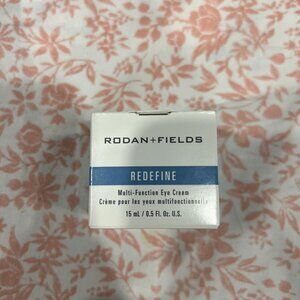 RODAN+FIELDS
REDEFINE
Multi-Function Eye Cream
Crème pour les yeux multifonctionnelle
15 mL / 0.5 Fl. Oz. U.S.